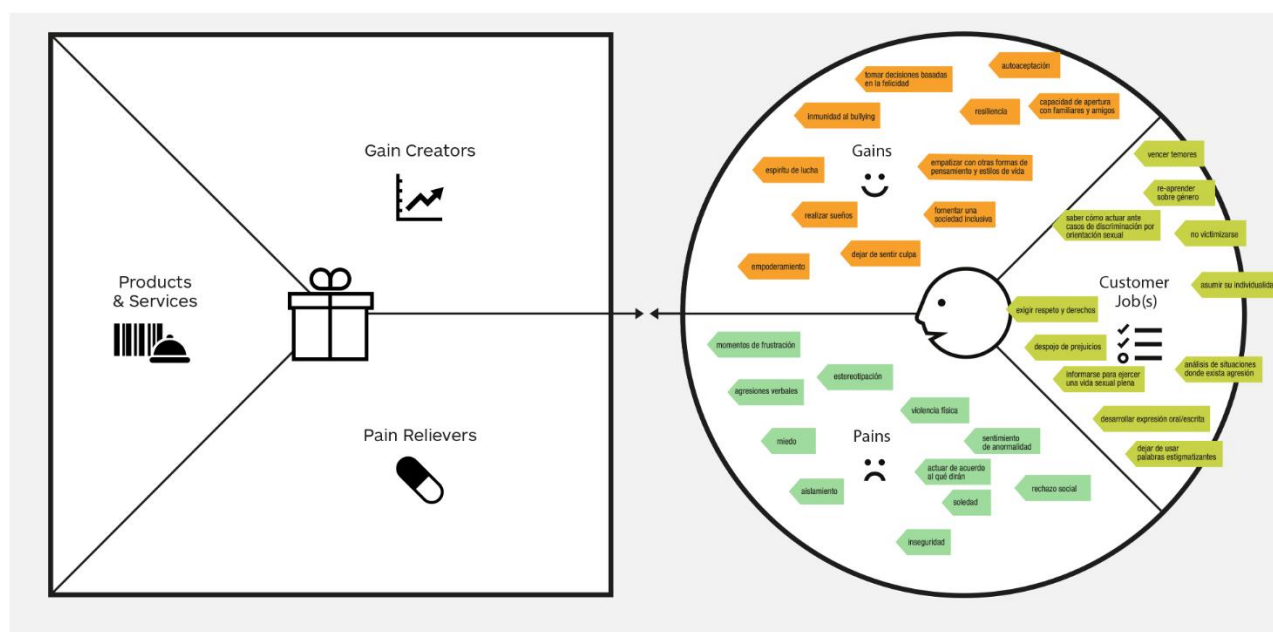 Gain Creators
Products
& Services
Pain Relievers
autoaceptación
tomar decisiones basadas
en la felicidad
resiliencia
capacidad de apertura
con familiares y amigos
inmunidad al bullying
Gains
espíritu de lucha
empatizar con otras formas de
pensamiento y estilos de vida
realizar sueños
fomentar una
sociedad inclusiva
dejar de sentir culpa
empoderamiento
vencer temores
re-aprender
sobre género
saber cómo actuar ante
casos de discriminación por
orientación sexual
no victimizarse
Customer
Job(s)
asumir su individualida
exigir respeto y derechos
despojo de prejuicios
análisis de situaciones
donde exista agresión
informarse para ejercer
una vida sexual plena
desarrollar expresión oral/escrita
dejar de usar
palabras estigmatizantes
momentos de frustración
estereotipación
agresiones verbales
violencia física
miedo
Pains
sentimiento
de anormalidad
actuar de acuerdo
al qué dirán
aislamiento
rechazo social
soledad
inseguridad